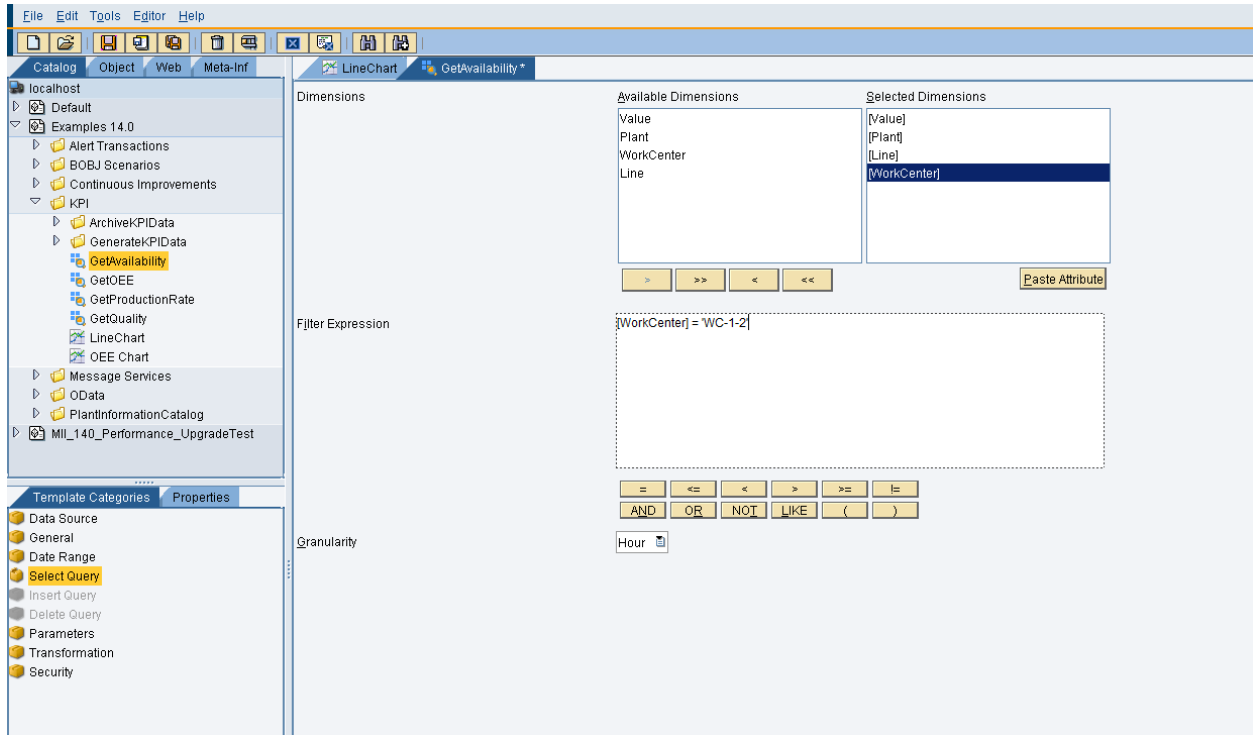 File Edit Tools Editor Help
Catalog Object Web Meta-Inf
localhost
Default
Examples 14.0
Alert Transactions
BOBJ Scenarios
Continuous Improvements
KPI
ArchiveKPIData
GenerateKPIData
GetAvailability
GetOEE
GetProductionRate
GetQuality
LineChart
OEE Chart
Message Services
OData
PlantInformationCatalog
MII_140_Performance_UpgradeTest
Template Categories Properties
Data Source
General
Date Range
Select Query
Insert Query
Delete Query
Parameters
Transformation
Security
LineChart GetAvailability *
Dimensions
Available Dimensions
Value
Plant
WorkCenter
Line
Selected Dimensions
[Value]
[Plant]
[Line]
[WorkCenter]
> >> < <<
Paste Attribute
Filter Expression
[WorkCenter] = 'WC-1-2'
= <= < > >= !=
AND OR NOT LIKE ( )
Granularity
Hour